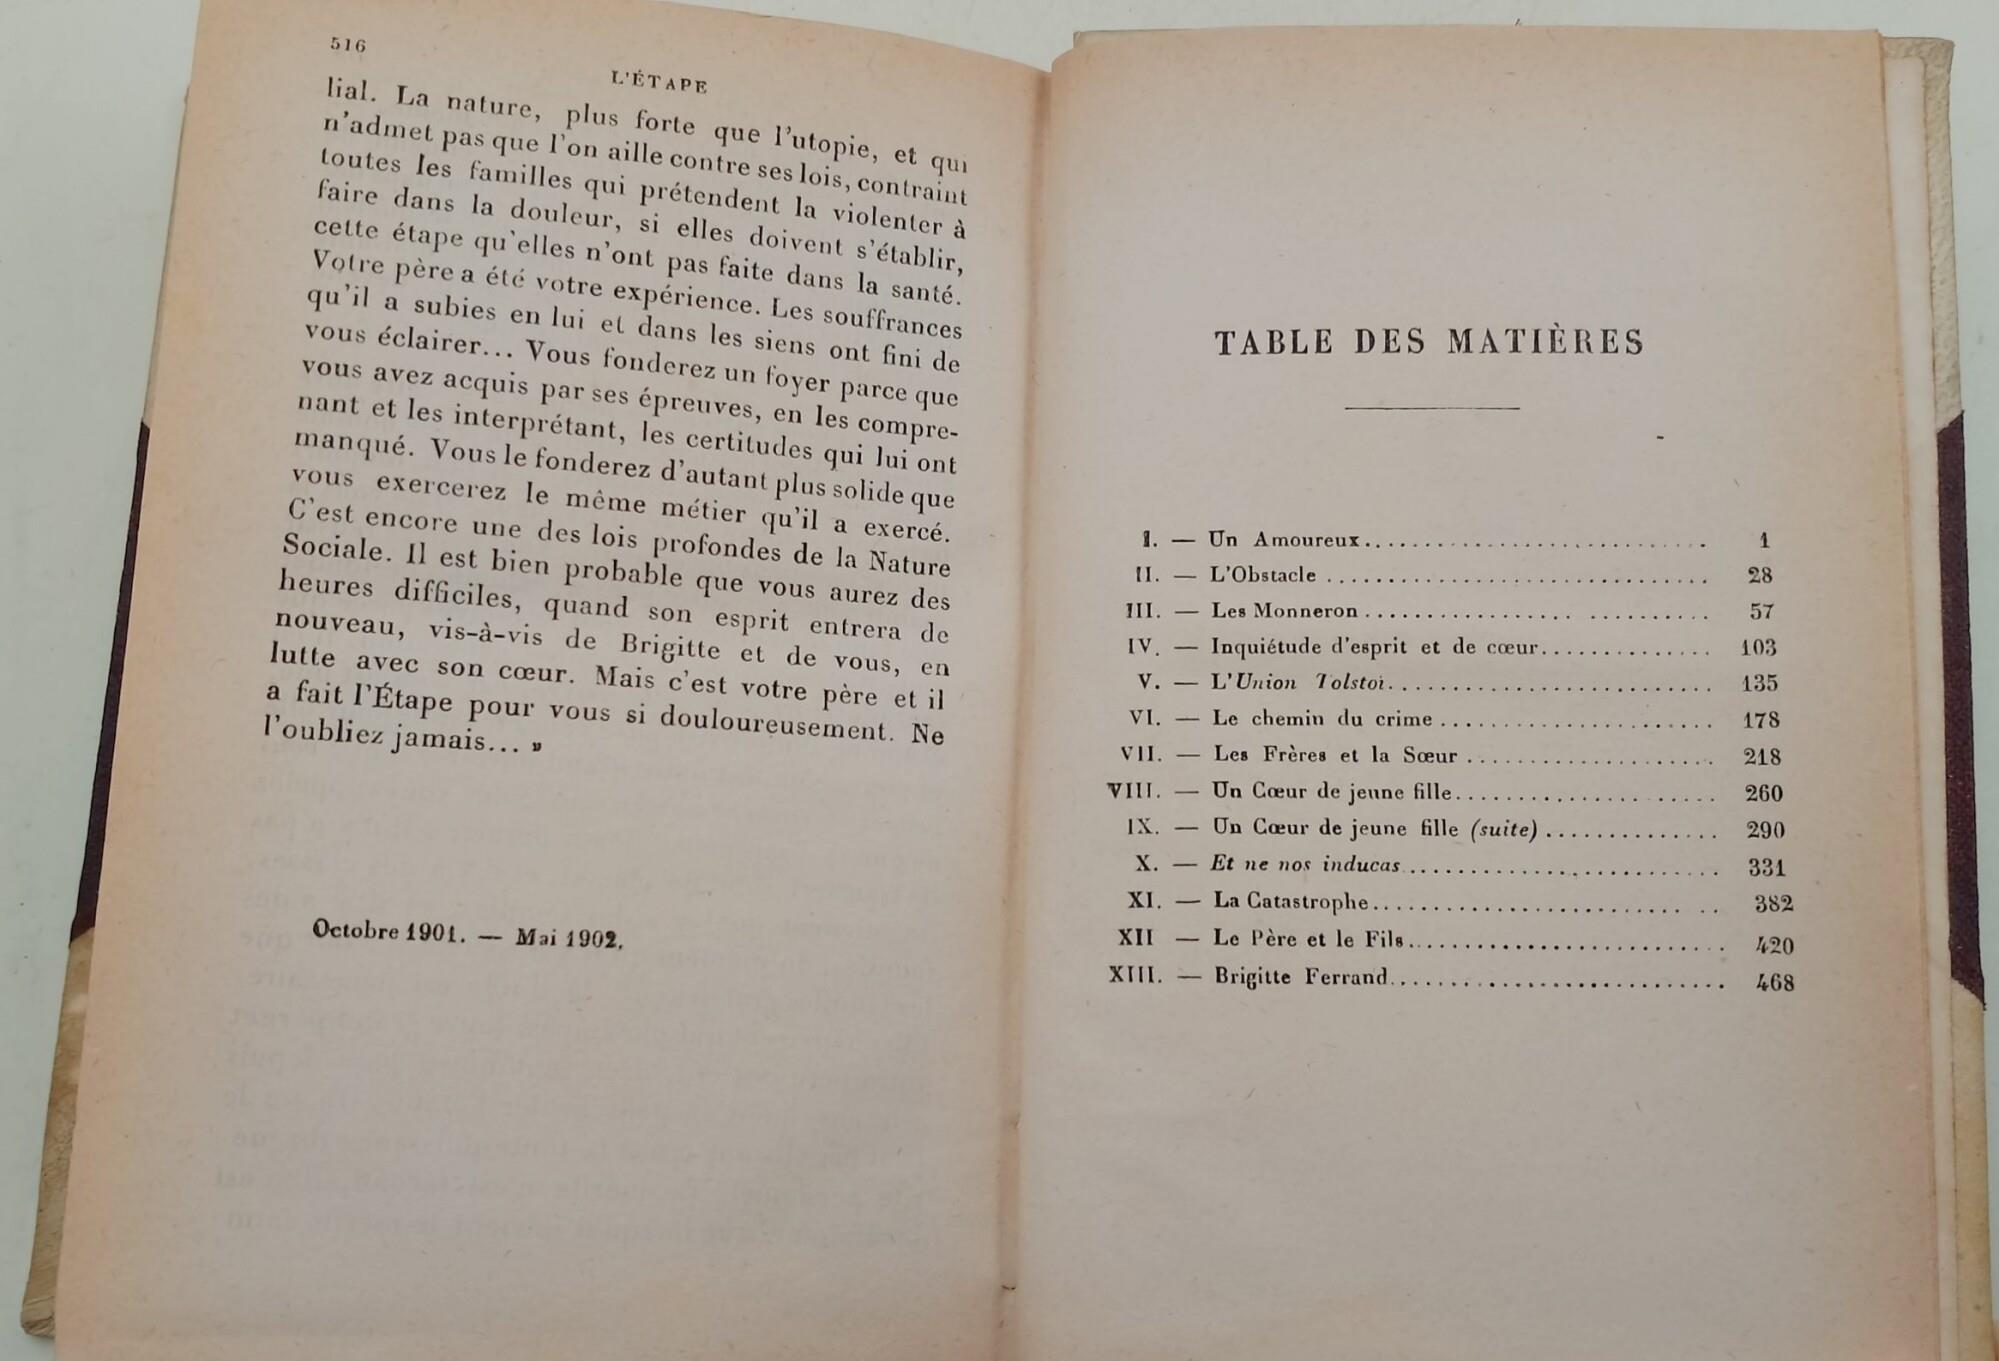 516
L'ÉTAPE
lial. La nature, plus forte que l'utopie, et qui
n'admet pas que l'on aille contre ses lois, contraint
toutes les familles qui prétendent la violenter à
faire dans la douleur, si elles doivent s'établir,
cette étape qu'elles n'ont pas faite dans la santé.
Votre père a été votre expérience. Les souffrances
qu'il a subies en lui et dans les siens ont fini de
vous éclairer... Vous fonderez un foyer parce que
vous avez acquis par ses épreuves, en les compre-
nant et les interprétant, les certitudes qui lui ont
manqué. Vous le fonderez d'autant plus solide que
vous exercerez le même métier qu'il a exercé.
C'est encore une des lois profondes de la Nature
Sociale. Il est bien probable que vous aurez des
heures difficiles, quand son esprit entrera de
nouveau, vis-à-vis de Brigitte et de vous, en
lutte avec son cœur. Mais c'est votre père et il
a fait l'Étape pour vous si douloureusement. Ne
l'oubliez jamais... »
Octobre 1901. — Mai 1902.
TABLE DES MATIÈRES
I. — Un Amoureux.............................. 1
II. — L'Obstacle ................................ 28
III. — Les Monneron............................. 57
IV. — Inquiétude d'esprit et de cœur............... 103
V. — L'Union Tolstoï............................ 135
VI. — Le chemin du crime........................ 178
VII. — Les Frères et la Sœur ..................... 218
VIII. — Un Cœur de jeune fille...................... 260
IX. — Un Cœur de jeune fille (suite)............... 290
X. — Et ne nos inducas........................... 331
XI. — La Catastrophe............................. 382
XII — Le Père et le Fils........................... 420
XIII. — Brigitte Ferrand............................. 468